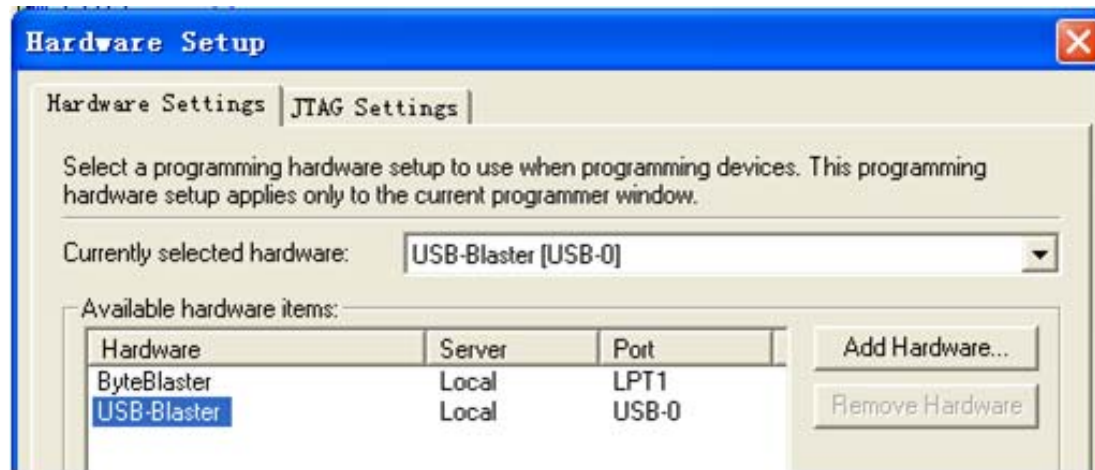 Hardware Setup
Hardware Settings JTAG Settings
Select a programming hardware setup to use when programming devices. This programming
hardware setup applies only to the current programmer window.
Currently selected hardware: USB-Blaster [USB-0]
Available hardware items:
Hardware Server Port Add Hardware...
ByteBlaster Local LPT1
USB-Blaster Local USB-0 Remove Hardware